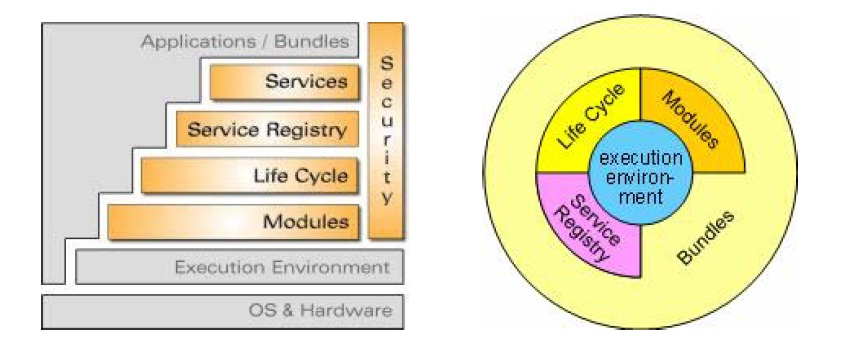 Applications / Bundles
Services
Service Registry
Life Cycle
Modules
Execution Environment
OS & Hardware
Security
Life Cycle
Modules
execution
environ-
ment
Service
Registry
Bundles